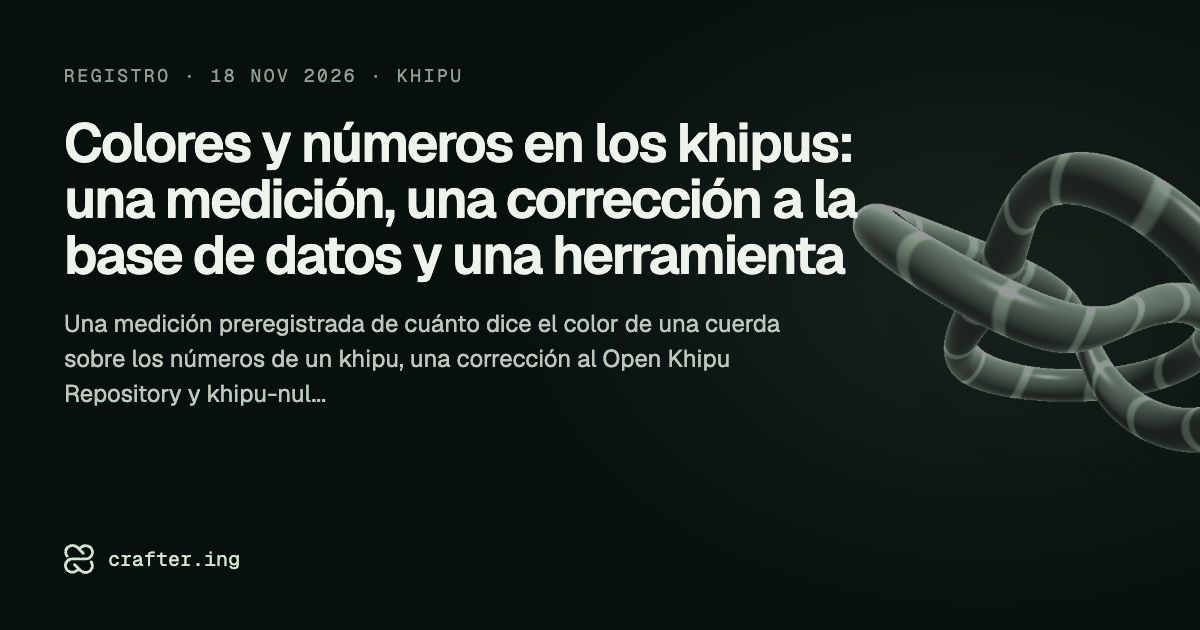 REGISTRO · 18 NOV 2026 · KHIPU
Colores y números en los khipus:
una medición, una corrección a la
base de datos y una herramienta
Una medición preregistrada de cuánto dice el color de una cuerda
sobre los números de un khipu, una corrección al Open Khipu
Repository y khipu-nul...
crafter.ing